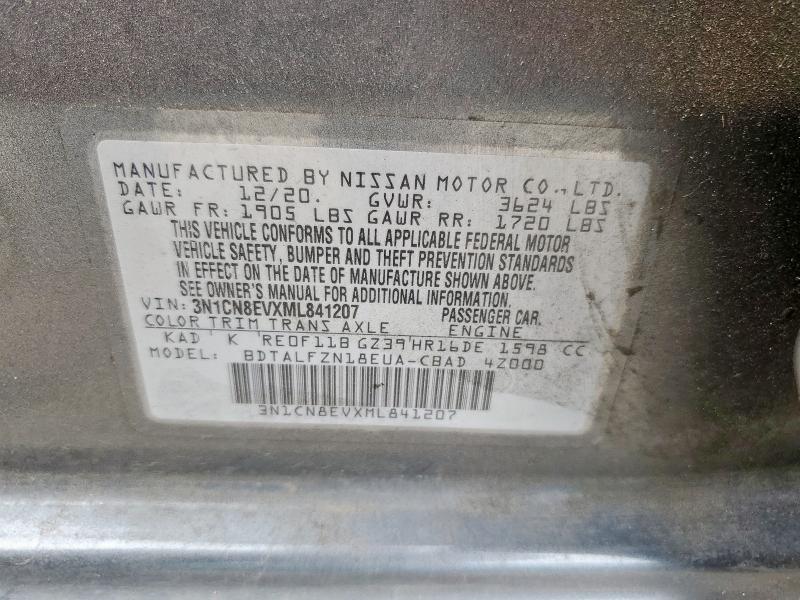 MANUFACTURED BY NISSAN MOTOR CO., LTD.
DATE: 12/20. GVWR: 3624 LBS
GAWR FR: 1905 LBS GAWR RR: 1720 LBS
THIS VEHICLE CONFORMS TO ALL APPLICABLE FEDERAL MOTOR
VEHICLE SAFETY, BUMPER AND THEFT PREVENTION STANDARDS
IN EFFECT ON THE DATE OF MANUFACTURE SHOWN ABOVE.
SEE OWNER'S MANUAL FOR ADDITIONAL INFORMATION.
VIN: 3N1CN8EVXML841207 PASSENGER CAR.
COLOR TRIM TRANS AXLE ENGINE
KAD K RE0F11B GZ39 HR16DE 1598 CC
MODEL: BDTALFZN18EUA-CBAD 4Z000
3N1CN8EVXML841207